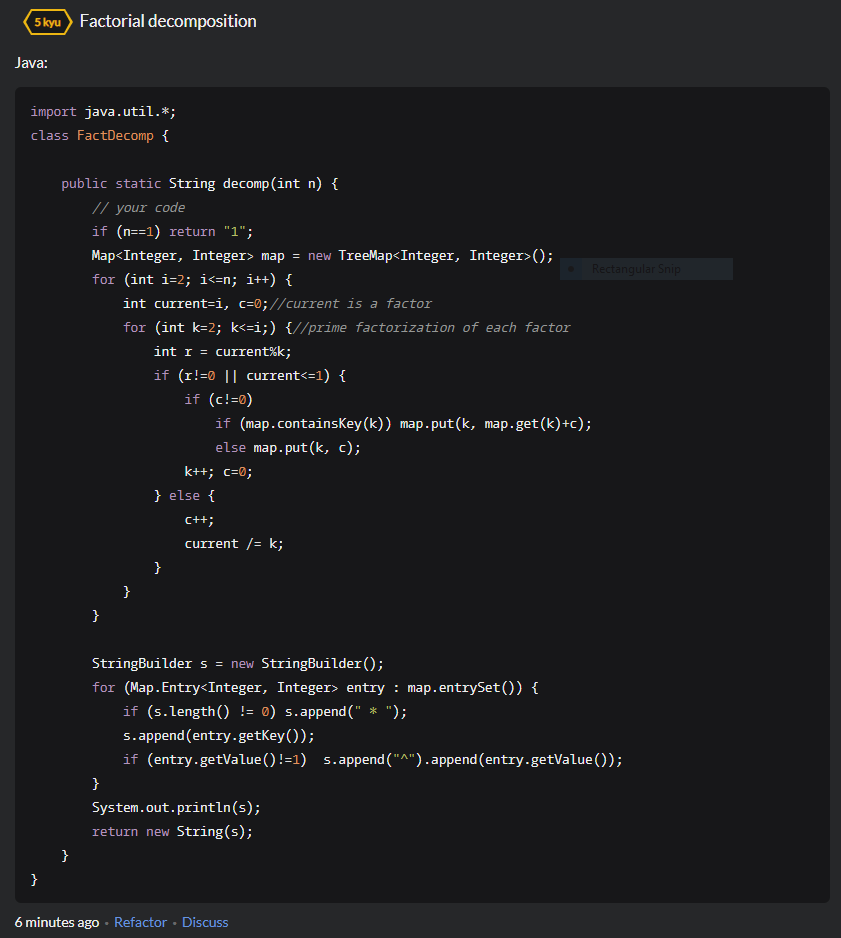 5 kyu Factorial decomposition
Java:
import java.util.*;
class FactDecomp {
    public static String decomp(int n) {
        // your code
        if (n==1) return "1";
        Map<Integer, Integer> map = new TreeMap<Integer, Integer>();
Rectangular Snip
        for (int i=2; i<=n; i++) {
            int current=i, c=0;//current is a factor
            for (int k=2; k<=i;) {//prime factorization of each factor
                int r = current%k;
                if (r!=0 || current<=1) {
                    if (c!=0)
                        if (map.containsKey(k)) map.put(k, map.get(k)+c);
                        else map.put(k, c);
                    k++; c=0;
                } else {
                    c++;
                    current /= k;
                }
            }
        }
        StringBuilder s = new StringBuilder();
        for (Map.Entry<Integer, Integer> entry : map.entrySet()) {
            if (s.length() != 0) s.append(" * ");
            s.append(entry.getKey());
            if (entry.getValue()!=1)  s.append("^").append(entry.getValue());
        }
        System.out.println(s);
        return new String(s);
    }
}
6 minutes ago • Refactor • Discuss